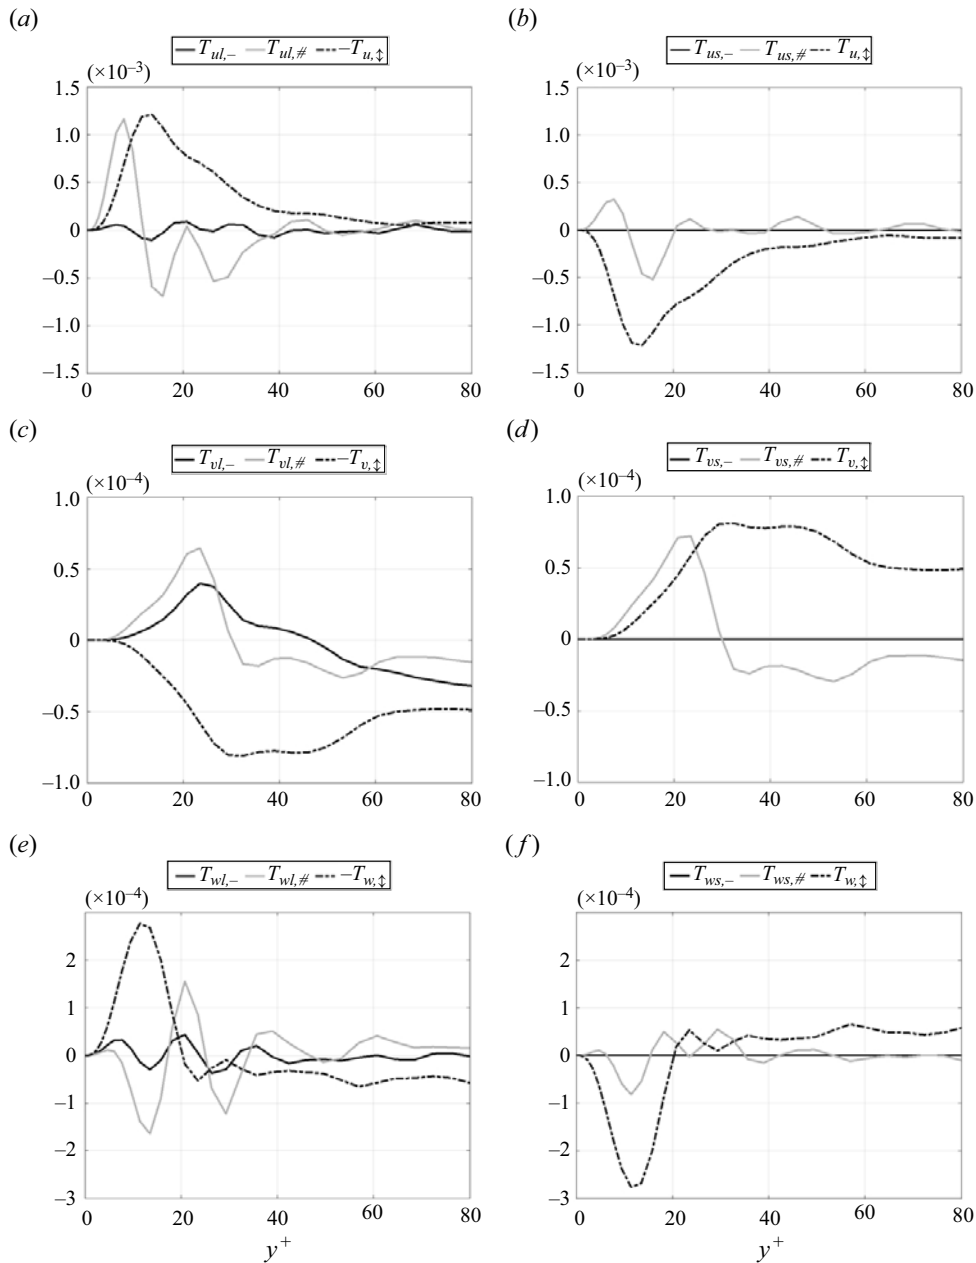 (a) (b)
T_{ul,–} T_{ul,#} –T_{u,↕} T_{us,–} T_{us,#} T_{u,↕}
(×10⁻³) (×10⁻³)
1.5 1.5
1.0 1.0
0.5 0.5
0 0
–0.5 –0.5
–1.0 –1.0
–1.5 –1.5
0 20 40 60 80 0 20 40 60 80
(c) (d)
T_{vl,–} T_{vl,#} –T_{v,↕} T_{vs,–} T_{vs,#} T_{v,↕}
(×10⁻⁴) (×10⁻⁴)
1.0 1.0
0.5 0.5
0 0
–0.5 –0.5
–1.0 –1.0
0 20 40 60 80 0 20 40 60 80
(e) (f)
T_{wl,–} T_{wl,#} –T_{w,↕} T_{ws,–} T_{ws,#} T_{w,↕}
(×10⁻⁴) (×10⁻⁴)
2 2
1 1
0 0
–1 –1
–2 –2
–3 –3
0 20 40 60 80 0 20 40 60 80
y⁺ y⁺